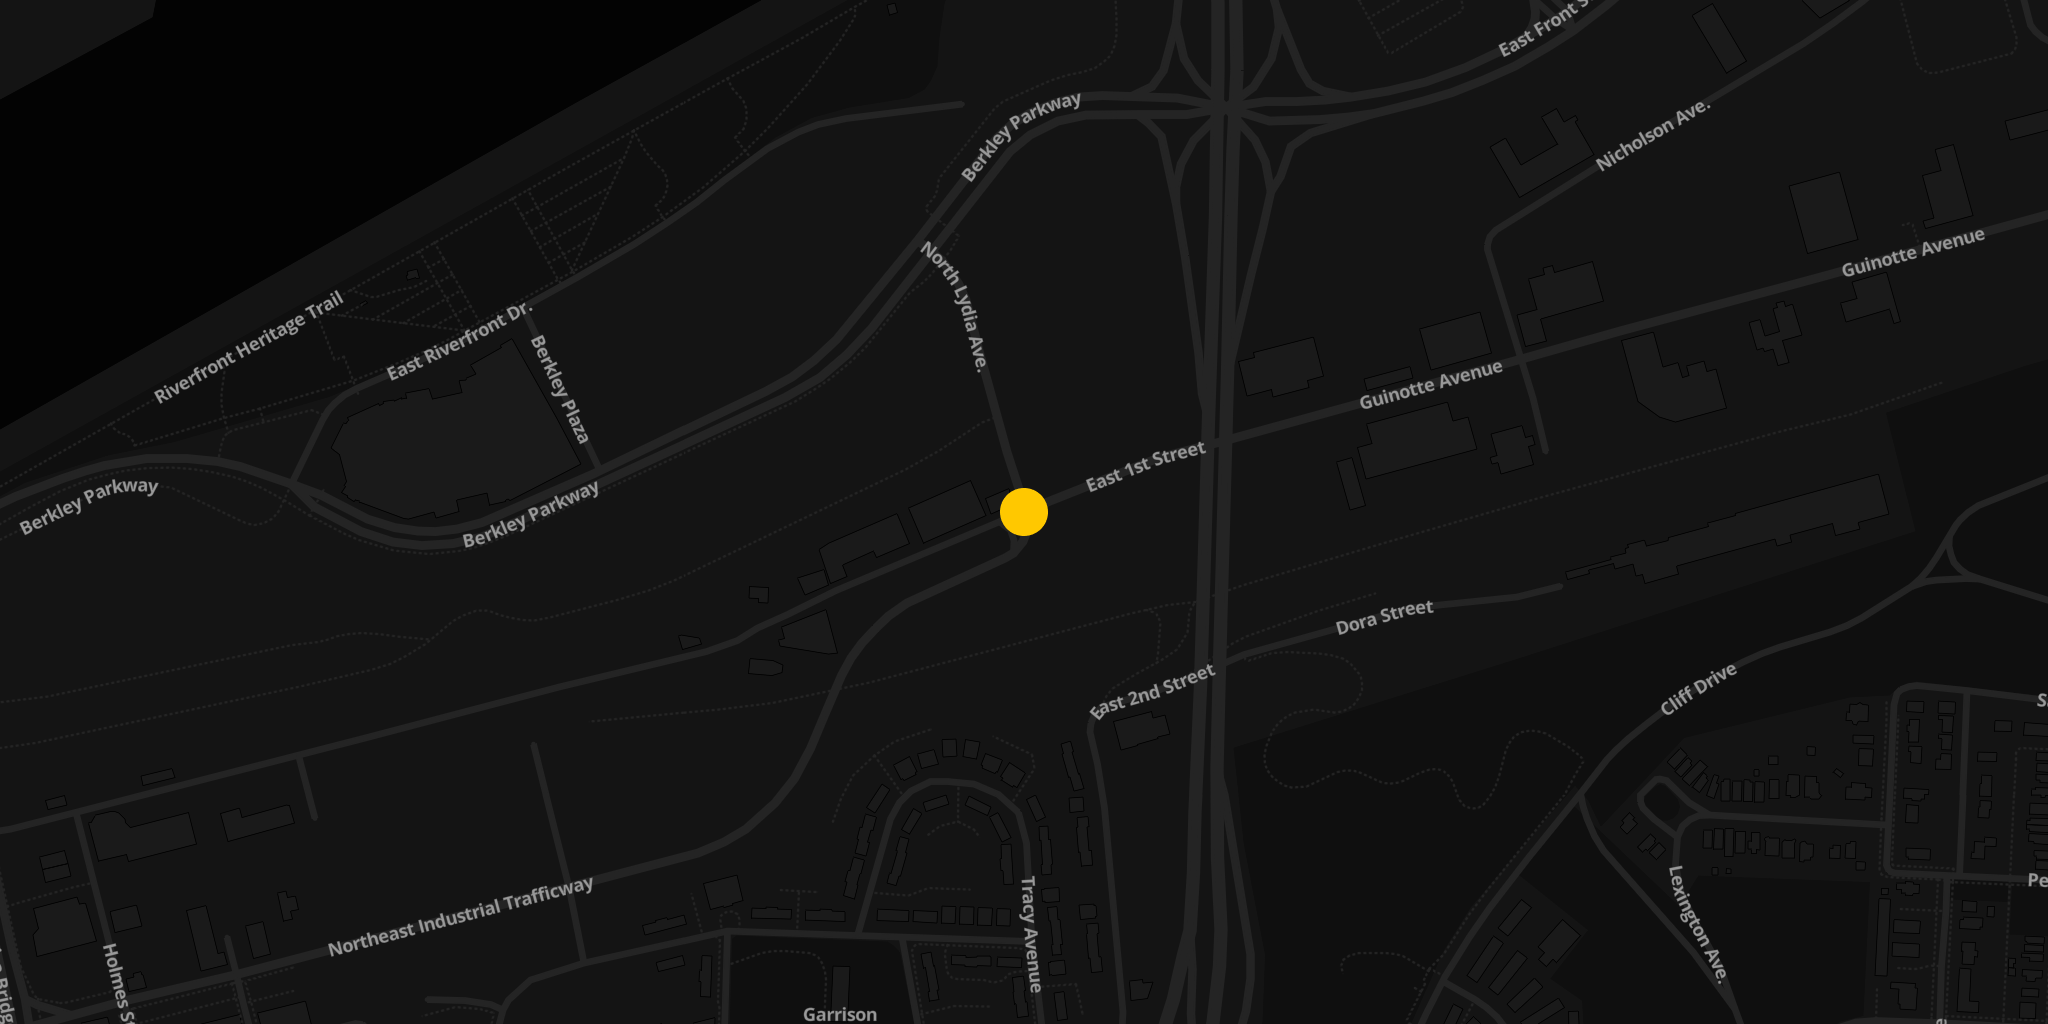 East Front S
Berkley Parkway
Nicholson Ave.
North Lydia Ave.
Guinotte Avenue
Riverfront Heritage Trail
East Riverfront Dr.
Berkley Plaza
Guinotte Avenue
East 1st Street
Berkley Parkway
Berkley Parkway
Dora Street
East 2nd Street
Cliff Drive
S
Northeast Industrial Trafficway
Tracy Avenue
Lexington Ave.
Pe
Holmes St
Bridg
Garrison
e